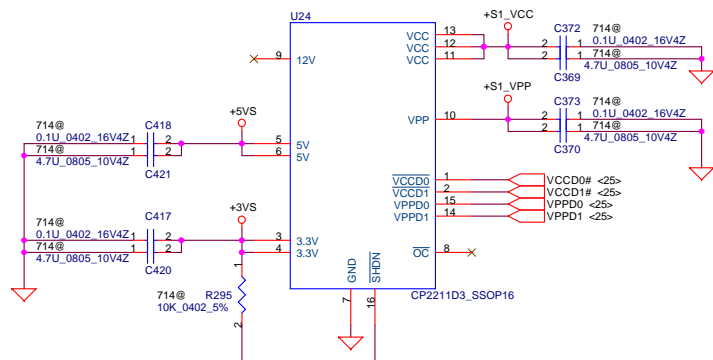 U24
+S1_VCC
9 12V
VCC 13
VCC 12
VCC 11
C372
714@
2 1 0.1U_0402_16V4Z
2 1 4.7U_0805_10V4Z
714@
C369
+S1_VPP
VPP 10
C373
714@
2 1 0.1U_0402_16V4Z
2 1 4.7U_0805_10V4Z
714@
C370
+5VS
714@
C418
0.1U_0402_16V4Z 1 2
714@
4.7U_0805_10V4Z 1 2
C421
5 5V
6 5V
VCCD0 1 VCCD0# <25>
VCCD1 2 VCCD1# <25>
VPPD0 15 VPPD0 <25>
VPPD1 14 VPPD1 <25>
+3VS
714@
C417
0.1U_0402_16V4Z 1 2
714@
4.7U_0805_10V4Z 1 2
C420
3 3.3V
4 3.3V
OC 8
GND
SHDN
7
16
CP2211D3_SSOP16
1
714@ R295
10K_0402_5%
2